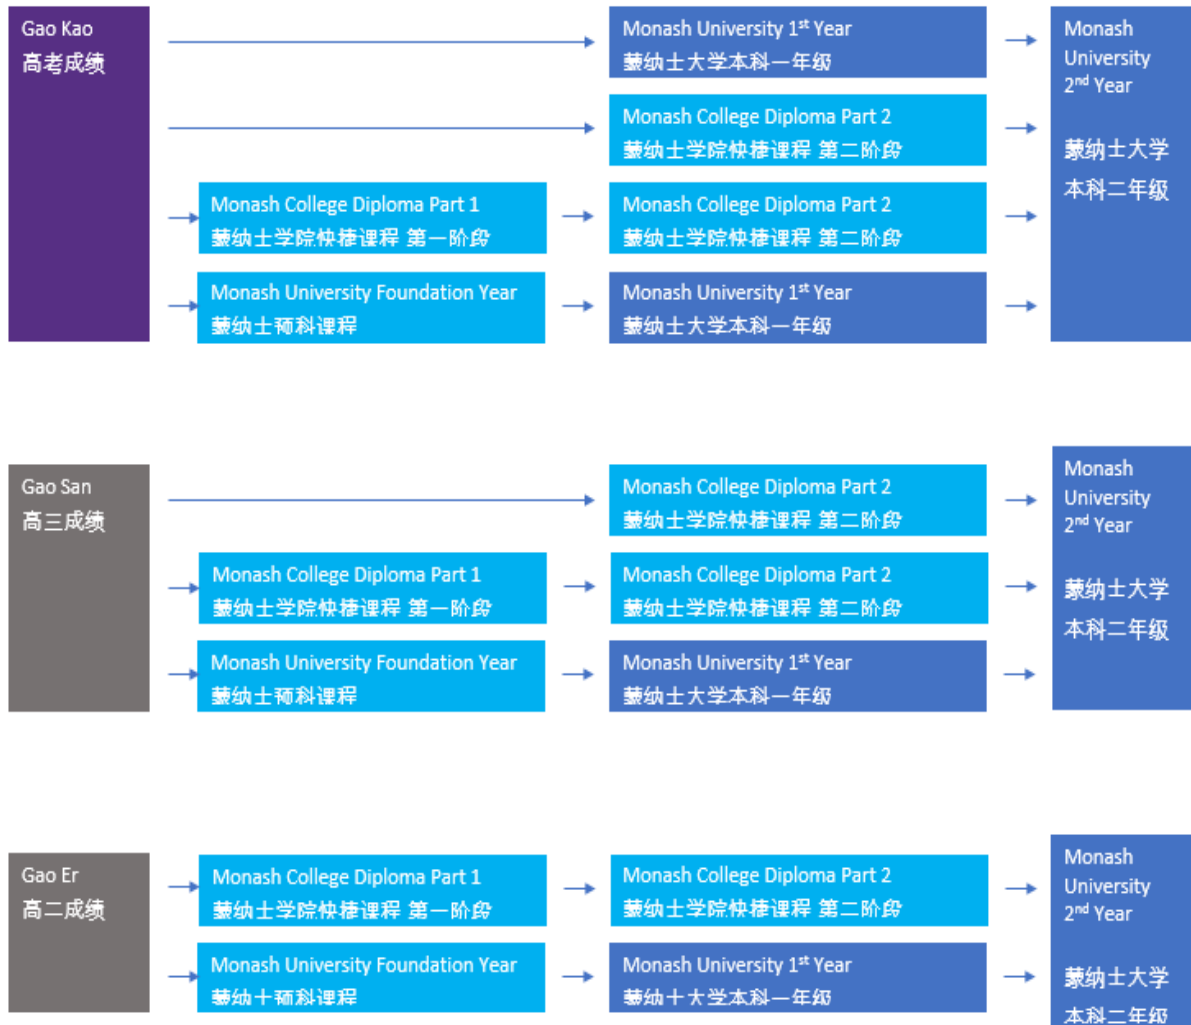 Gao Kao
高考成绩
Monash University 1st Year
蒙纳士大学本科一年级
Monash College Diploma Part 2
蒙纳士学院快捷课程 第二阶段
Monash College Diploma Part 1
蒙纳士学院快捷课程 第一阶段
Monash College Diploma Part 2
蒙纳士学院快捷课程 第二阶段
Monash University Foundation Year
蒙纳士预科课程
Monash University 1st Year
蒙纳士大学本科一年级
Monash
University
2nd Year
蒙纳士大学
本科二年级
Gao San
高三成绩
Monash College Diploma Part 2
蒙纳士学院快捷课程 第二阶段
Monash College Diploma Part 1
蒙纳士学院快捷课程 第一阶段
Monash College Diploma Part 2
蒙纳士学院快捷课程 第二阶段
Monash University Foundation Year
蒙纳士预科课程
Monash University 1st Year
蒙纳士大学本科一年级
Monash
University
2nd Year
蒙纳士大学
本科二年级
Gao Er
高二成绩
Monash College Diploma Part 1
蒙纳士学院快捷课程 第一阶段
Monash College Diploma Part 2
蒙纳士学院快捷课程 第二阶段
Monash University Foundation Year
蒙纳士预科课程
Monash University 1st Year
蒙纳士大学本科一年级
Monash
University
2nd Year
蒙纳士大学
本科二年级